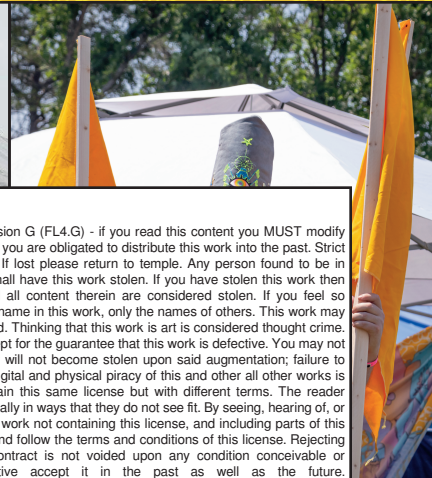 sion G (FL4.G) - if you read this content you MUST modify
you are obligated to distribute this work into the past. Strict
If lost please return to temple. Any person found to be in
hall have this work stolen. If you have stolen this work then
all content therein are considered stolen. If you feel so
name in this work, only the names of others. This work may
d. Thinking that this work is art is considered thought crime.
pt for the guarantee that this work is defective. You may not
will not become stolen upon said augmentation; failure to
igital and physical piracy of this and other all other works is
ain this same license but with different terms. The reader
ally in ways that they do not see fit. By seeing, hearing of, or
work not containing this license, and including parts of this
nd follow the terms and conditions of this license. Rejecting
ontract is not voided upon any condition conceivable or
tive accept it in the past as well as the future.